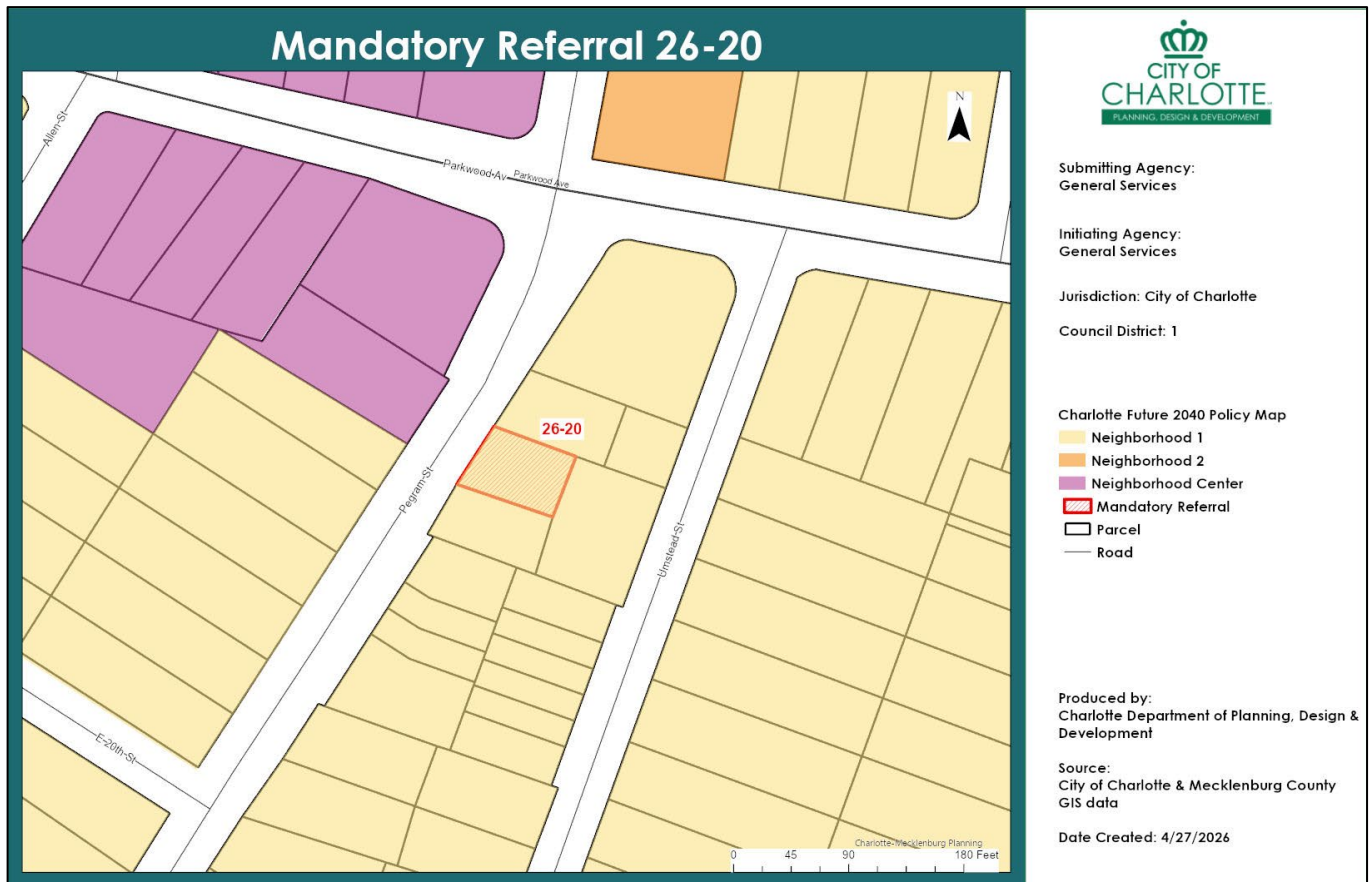 Mandatory Referral 26-20
Allen-St
Parkwood-Av
Parkwood Ave
N
26-20
Pegram-St
Umstead-St
E-20th-St
Charlotte-Mecklenburg Planning
0 45 90 180 Feet
CITY OF
CHARLOTTE
PLANNING, DESIGN & DEVELOPMENT
Submitting Agency:
General Services
Initiating Agency:
General Services
Jurisdiction: City of Charlotte
Council District: 1
Charlotte Future 2040 Policy Map
Neighborhood 1
Neighborhood 2
Neighborhood Center
Mandatory Referral
Parcel
Road
Produced by:
Charlotte Department of Planning, Design &
Development
Source:
City of Charlotte & Mecklenburg County
GIS data
Date Created: 4/27/2026